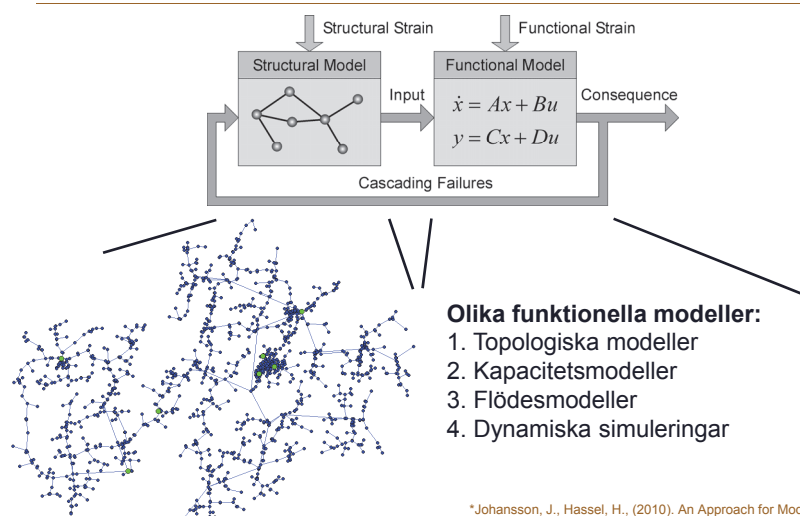 Structural Strain
Functional Strain
Structural Model
Functional Model
Input
Consequence
ẋ = Ax + Bu
y = Cx + Du
Cascading Failures
Olika funktionella modeller:
1. Topologiska modeller
2. Kapacitetsmodeller
3. Flödesmodeller
4. Dynamiska simuleringar
*Johansson, J., Hassel, H., (2010). An Approach for